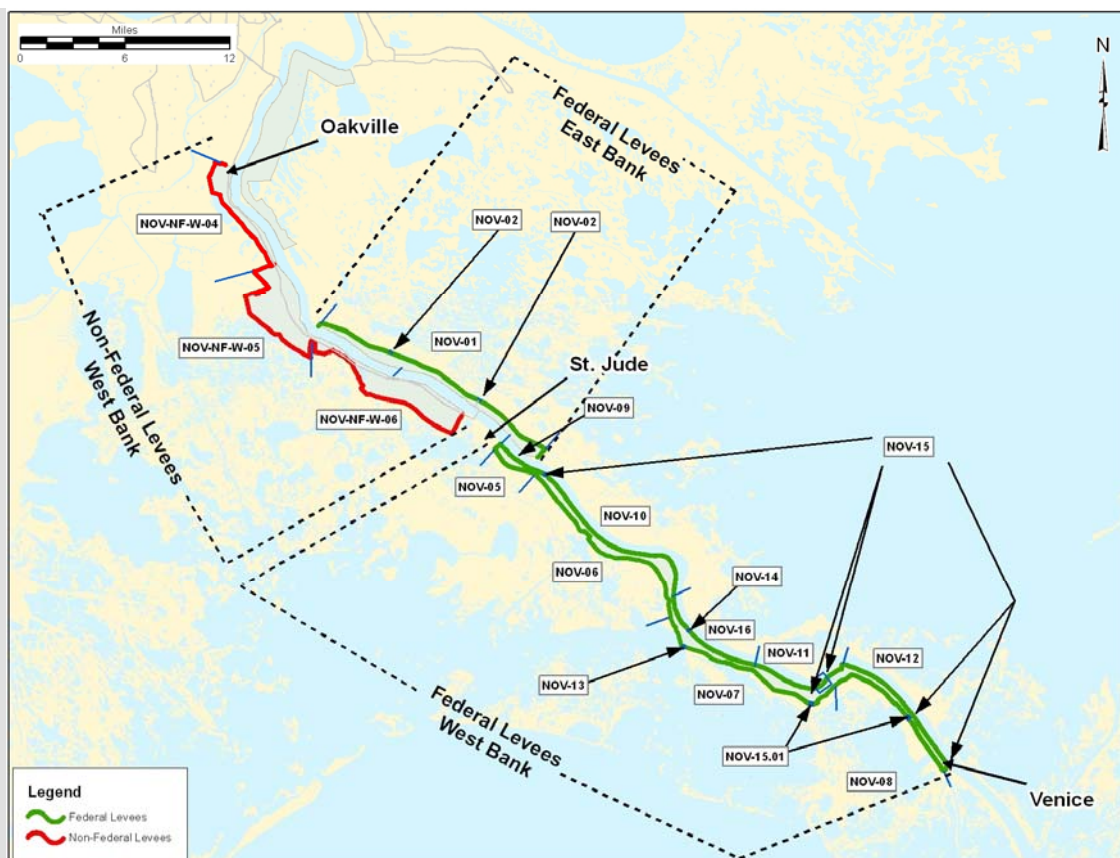 Miles
0 6 12
N
Oakville
Federal Levees
East Bank
NOV-NF-W-04
NOV-02
NOV-02
Non-Federal Levees
West Bank
NOV-NF-W-05
NOV-01
St. Jude
NOV-09
NOV-NF-W-06
NOV-15
NOV-05
NOV-10
NOV-06
NOV-14
NOV-16
NOV-11
NOV-12
NOV-13
NOV-07
Federal Levees
West Bank
NOV-15.01
NOV-08
Venice
Legend
Federal Levees
Non-Federal Levees